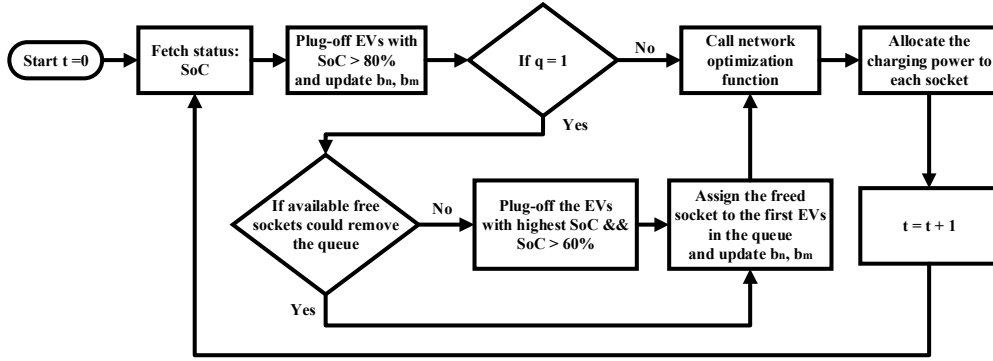 Start t =0
Fetch status:
SoC
Plug-off EVs with
SoC > 80%
and update bn, bm
If q = 1
No
Call network
optimization
function
Allocate the
charging power to
each socket
Yes
If available free
sockets could remove
the queue
No
Plug-off the EVs
with highest SoC &&
SoC > 60%
Assign the freed
socket to the first EVs
in the queue
and update bn, bm
t = t + 1
Yes